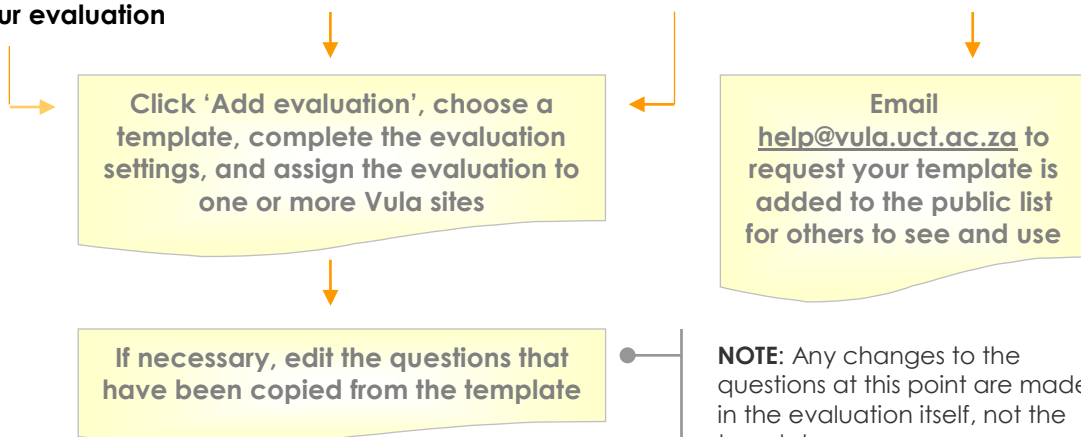 ur evaluation
Click ‘Add evaluation’, choose a
template, complete the evaluation
settings, and assign the evaluation to
one or more Vula sites
Email
help@vula.uct.ac.za to
request your template is
added to the public list
for others to see and use
If necessary, edit the questions that
have been copied from the template
NOTE: Any changes to the
questions at this point are made
in the evaluation itself, not the